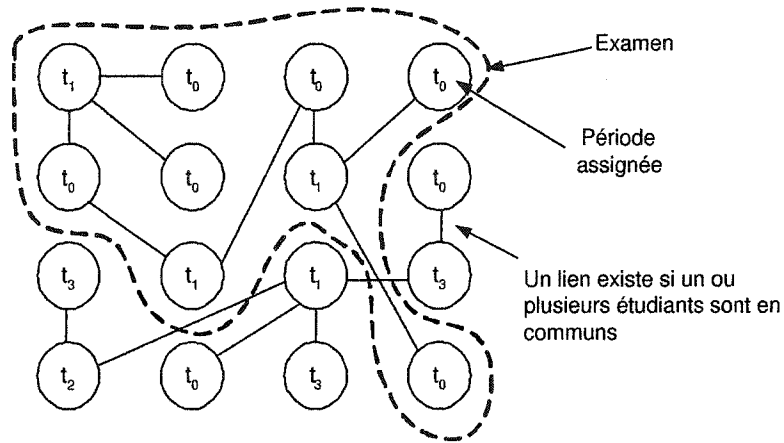 Examen
t₁ t₀ t₀ t₀
Période
assignée
t₀ t₀ t₁ t₀
t₃ t₁ t₁ t₃
Un lien existe si un ou
plusieurs étudiants sont en
communs
t₂ t₀ t₃ t₀